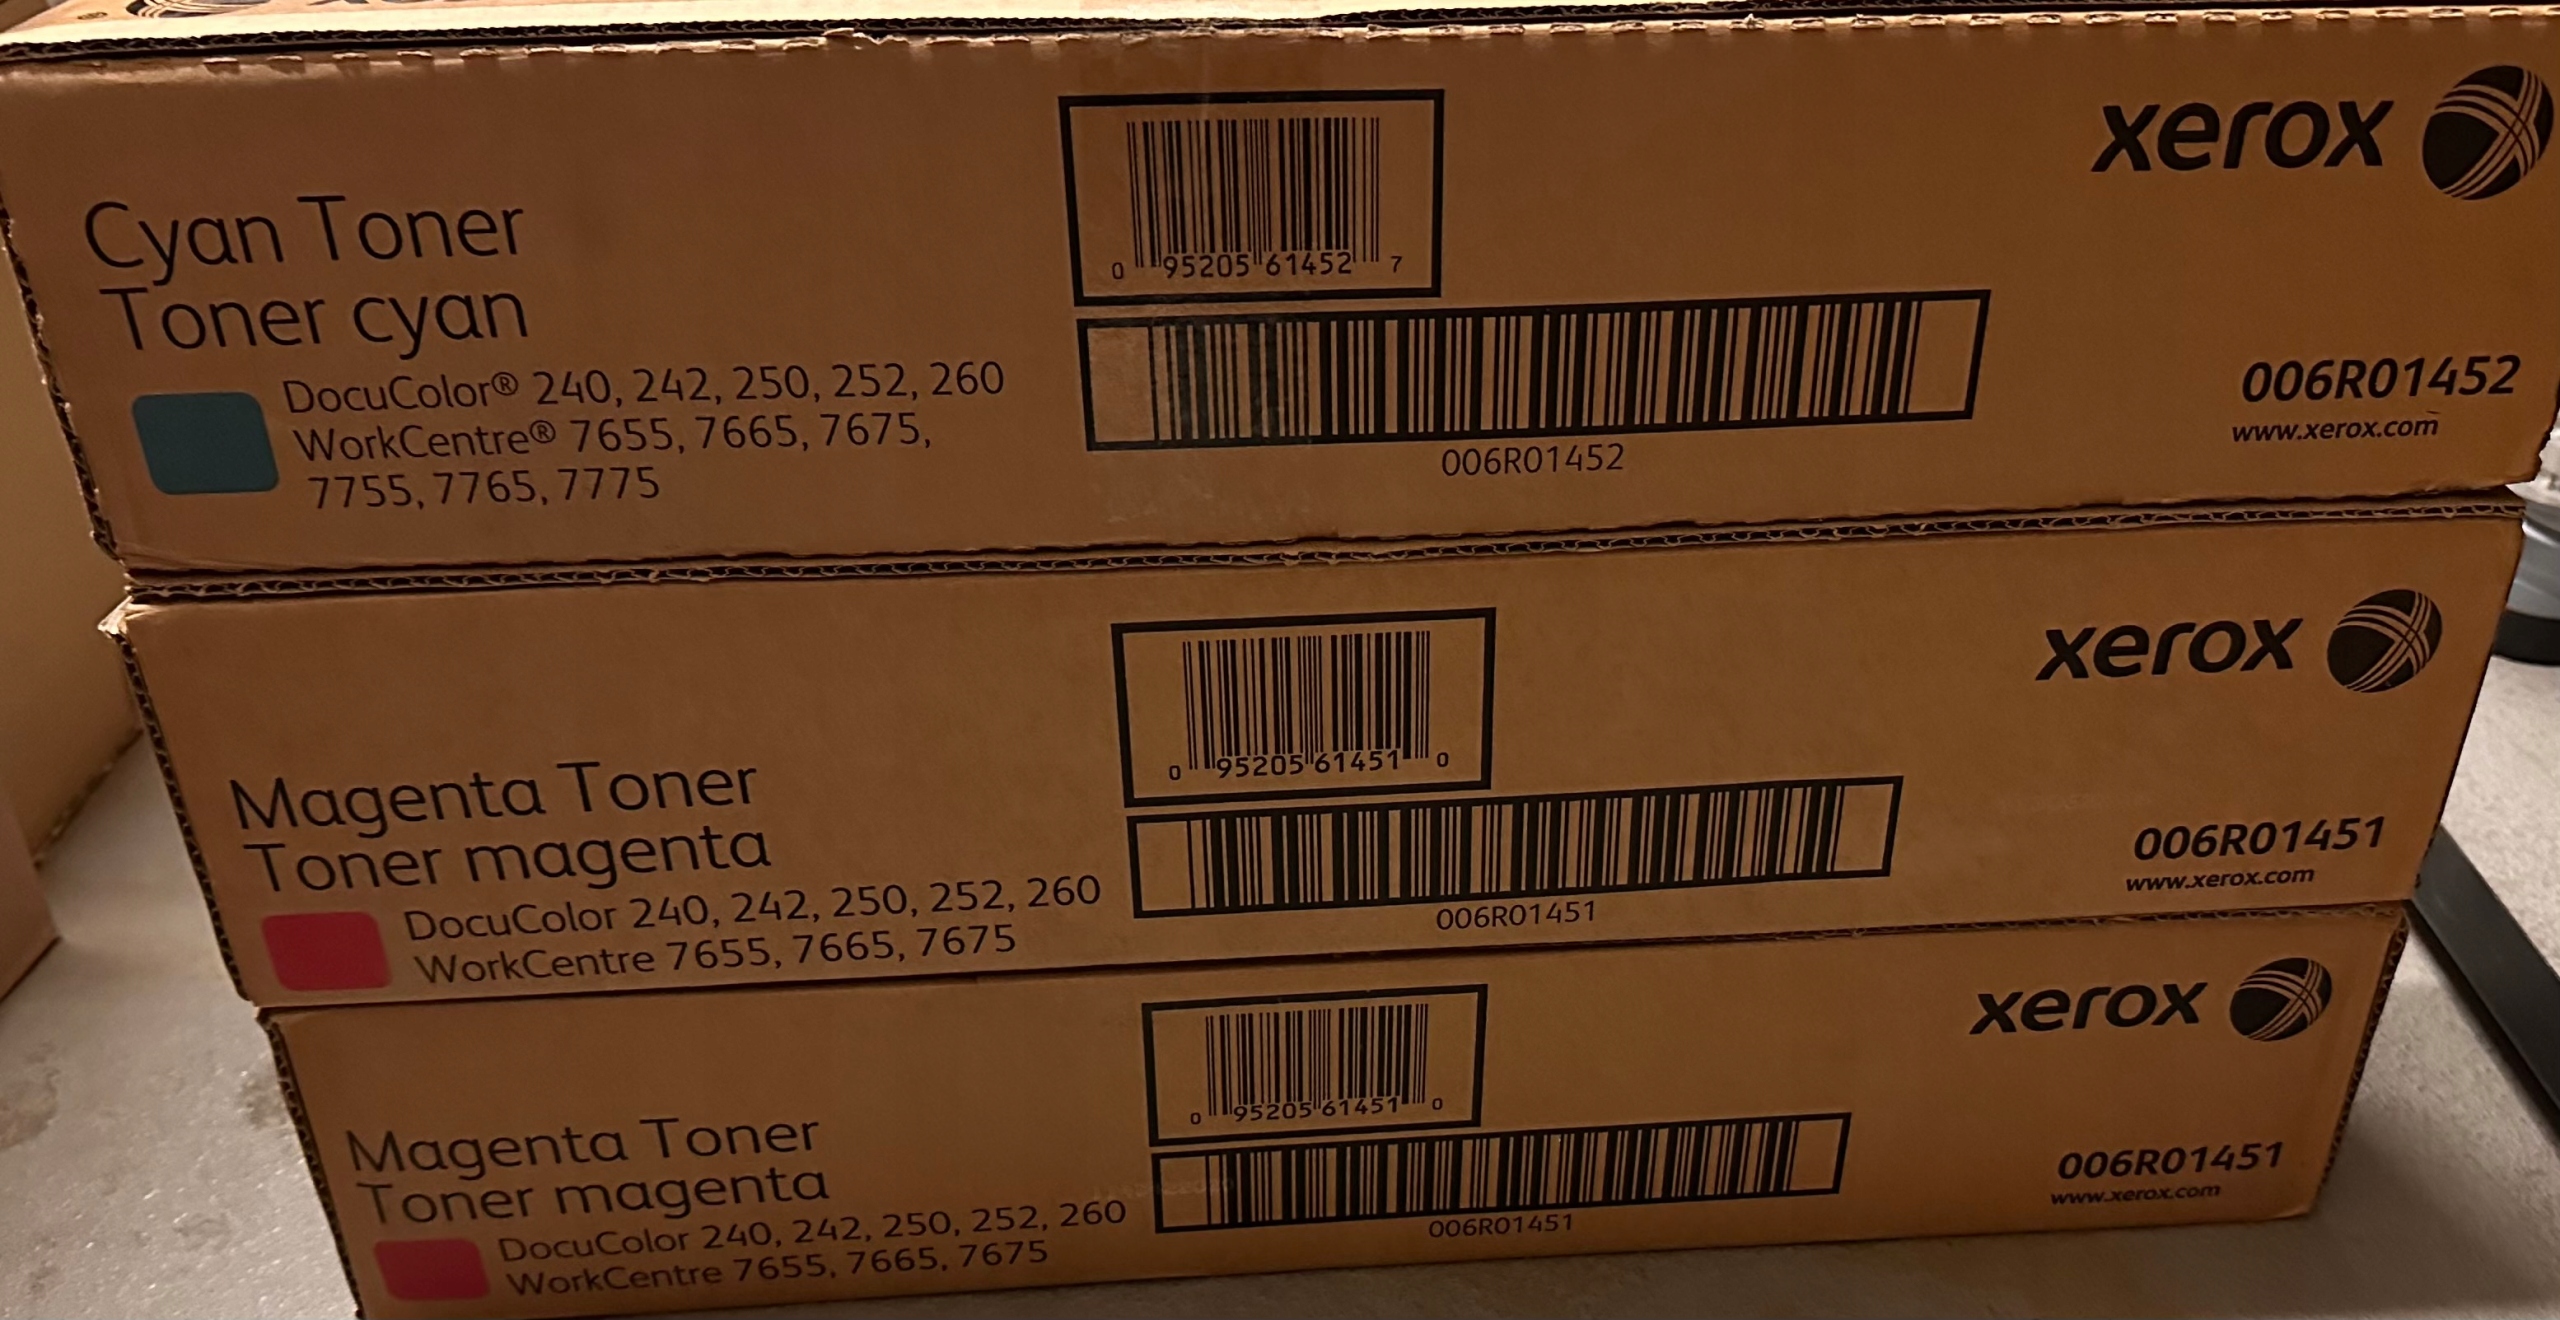 xerox
0 95205 61452 7
Cyan Toner
Toner cyan
DocuColor® 240, 242, 250, 252, 260
WorkCentre® 7655, 7665, 7675,
7755, 7765, 7775
006R01452
006R01452
www.xerox.com
xerox
0 95205 61451 0
Magenta Toner
Toner magenta
DocuColor 240, 242, 250, 252, 260
WorkCentre 7655, 7665, 7675
006R01451
006R01451
www.xerox.com
xerox
0 95205 61451 0
Magenta Toner
Toner magenta
DocuColor 240, 242, 250, 252, 260
WorkCentre 7655, 7665, 7675
006R01451
006R01451
www.xerox.com